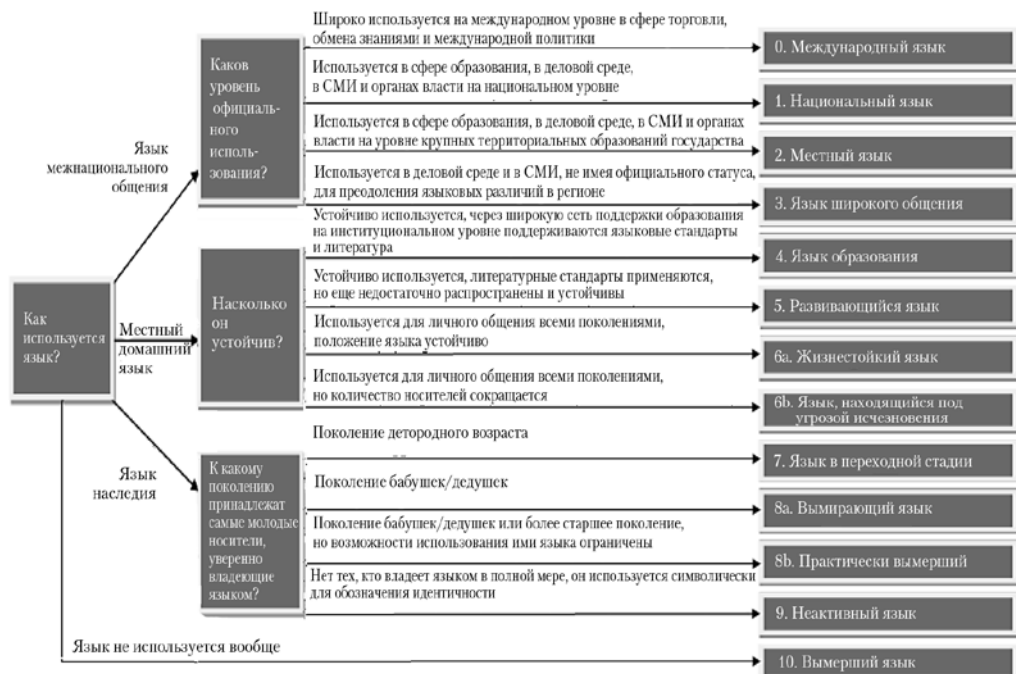 Широко используется на международном уровне в сфере торговли,
обмена знаниями и международной политики
0. Международный язык
Каков
уровень
официаль-
ного
исполь-
зования?
Используется в сфере образования, в деловой среде,
в СМИ и органах власти на национальном уровне
1. Национальный язык
Используется в сфере образования, в деловой среде, в СМИ и органах
власти на уровне крупных территориальных образований государства
2. Местный язык
Язык
межнационального
общения
Используется в деловой среде и в СМИ, не имея официального статуса,
для преодоления языковых различий в регионе
3. Язык широкого общения
Устойчиво используется, через широкую сеть поддержки образования
на институциональном уровне поддерживаются языковые стандарты
и литература
4. Язык образования
Как
используется
язык?
Местный
домашний
язык
Насколько
он
устойчив?
Устойчиво используется, литературные стандарты применяются,
но еще недостаточно распространены и устойчивы
5. Развивающийся язык
Используется для личного общения всеми поколениями,
положение языка устойчиво
6a. Жизнестойкий язык
Используется для личного общения всеми поколениями,
но количество носителей сокращается
6b. Язык, находящийся под
угрозой исчезновения
Язык
наследия
К какому
поколению
принадлежат
самые молодые
носители,
уверенно
владеющие
языком?
Поколение детородного возраста
7. Язык в переходной стадии
Поколение бабушек/дедушек
8a. Вымирающий язык
Поколение бабушек/дедушек или более старшее поколение,
но возможности использования ими языка ограничены
8b. Практически вымерший
Нет тех, кто владеет языком в полной мере, он используется символически
для обозначения идентичности
9. Неактивный язык
Язык не используется вообще
10. Вымерший язык